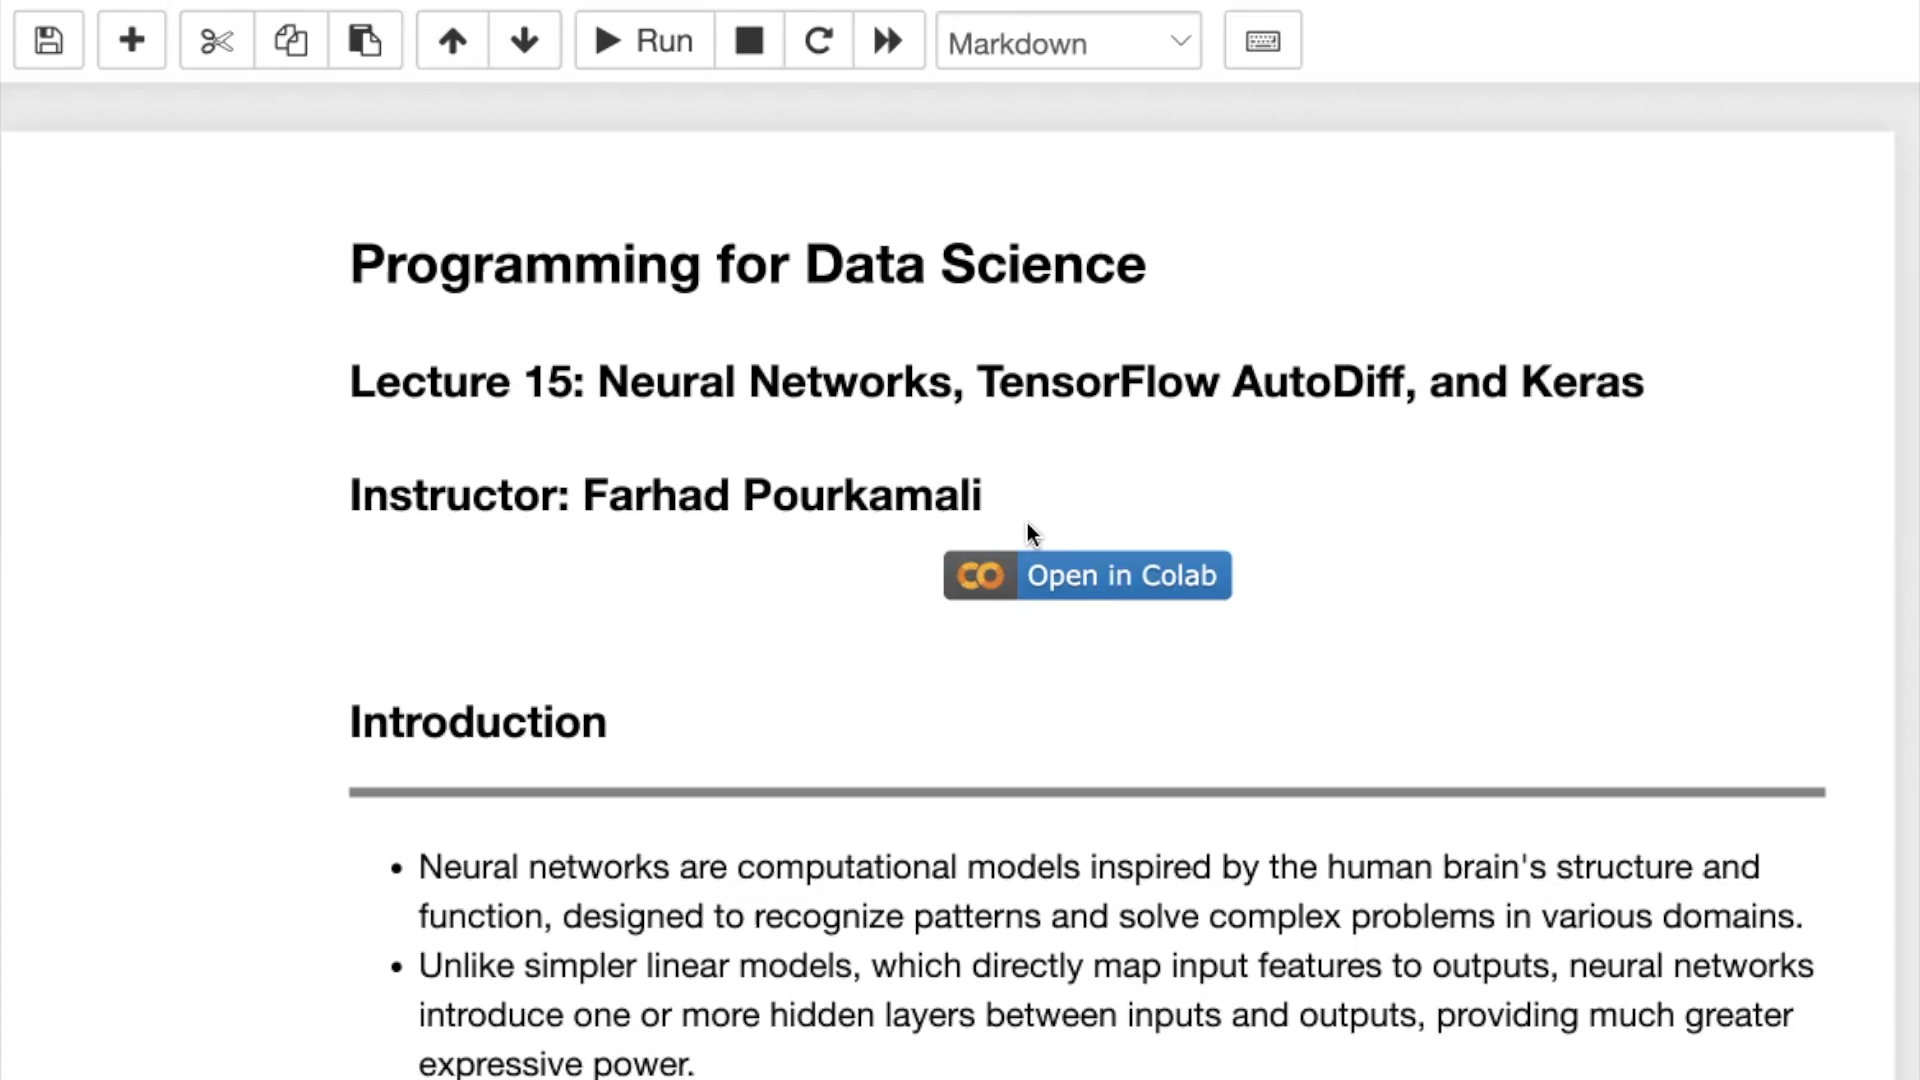 Run
Markdown
Programming for Data Science
Lecture 15: Neural Networks, TensorFlow AutoDiff, and Keras
Instructor: Farhad Pourkamali
Open in Colab
Introduction
• Neural networks are computational models inspired by the human brain's structure and
function, designed to recognize patterns and solve complex problems in various domains.
• Unlike simpler linear models, which directly map input features to outputs, neural networks
introduce one or more hidden layers between inputs and outputs, providing much greater
expressive power.